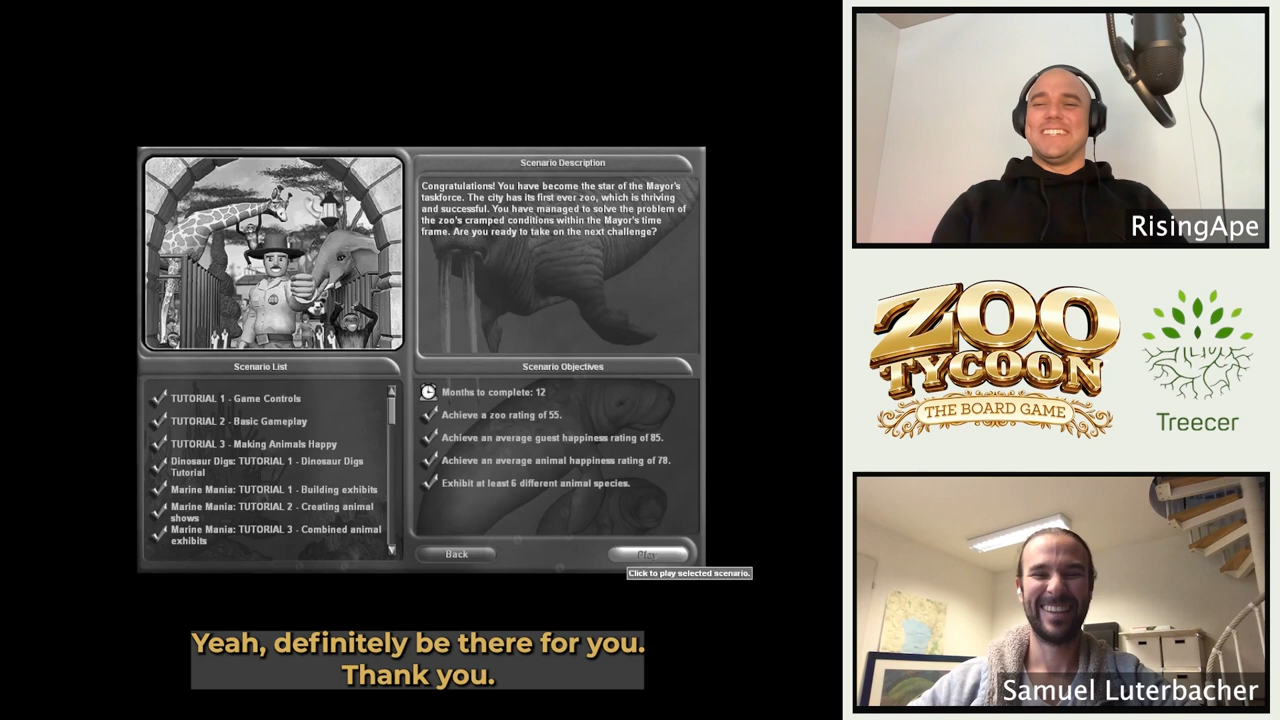 Scenario Description
Congratulations! You have become the star of the Mayor's
taskforce. The city has its first ever zoo, which is thriving
and successful. You have managed to solve the problem of
the zoo's cramped conditions within the Mayor's time
frame. Are you ready to take on the next challenge?
Scenario List
TUTORIAL 1 - Game Controls
TUTORIAL 2 - Basic Gameplay
TUTORIAL 3 - Making Animals Happy
Dinosaur Digs: TUTORIAL 1 - Dinosaur Digs
Tutorial
Marine Mania: TUTORIAL 1 - Building exhibits
Marine Mania: TUTORIAL 2 - Creating animal
shows
Marine Mania: TUTORIAL 3 - Combined animal
exhibits
Scenario Objectives
Months to complete: 12
Achieve a zoo rating of 55.
Achieve an average guest happiness rating of 85.
Achieve an average animal happiness rating of 78.
Exhibit at least 6 different animal species.
Back
Play
Click to play selected scenario.
Yeah, definitely be there for you.
Thank you.
RisingApe
ZOO
TYCOON
THE BOARD GAME
Treecer
Samuel Luterbacher